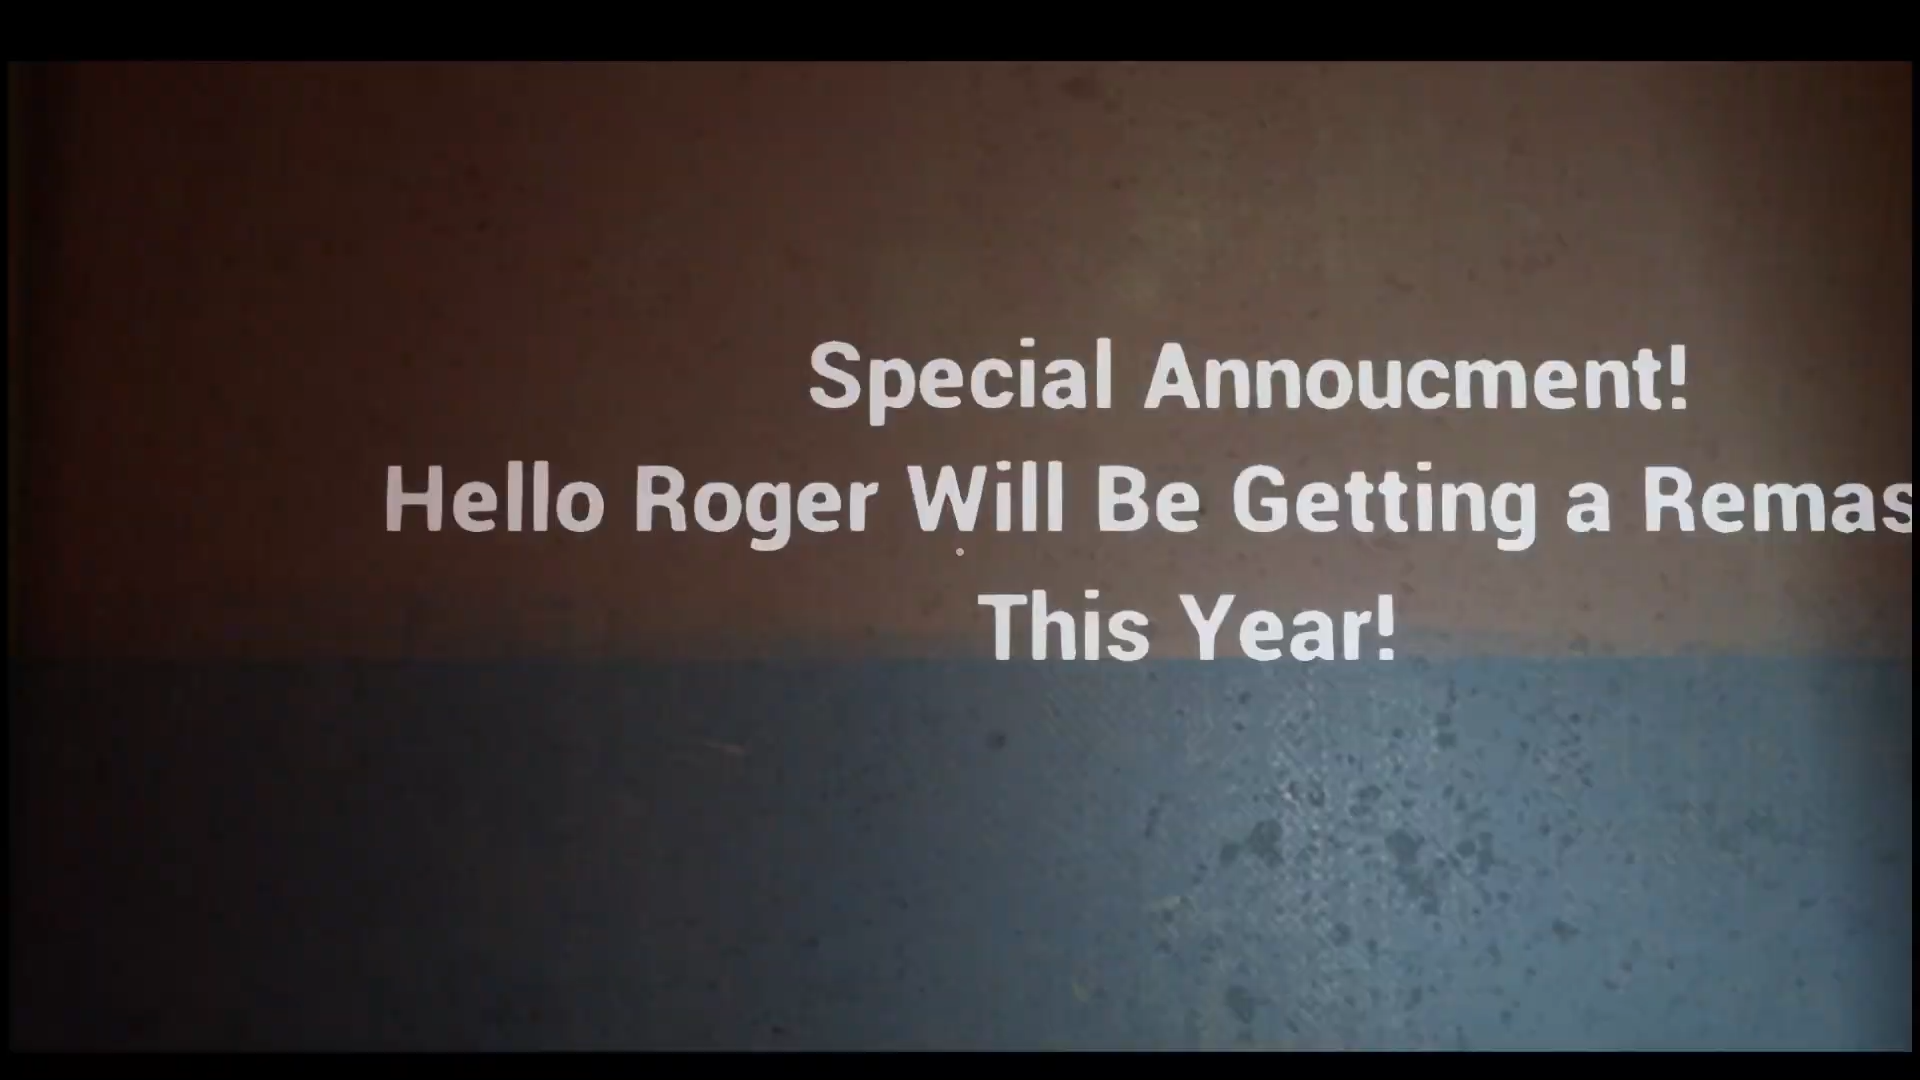 Special Annoucment!
Hello Roger Will Be Getting a Remas
This Year!